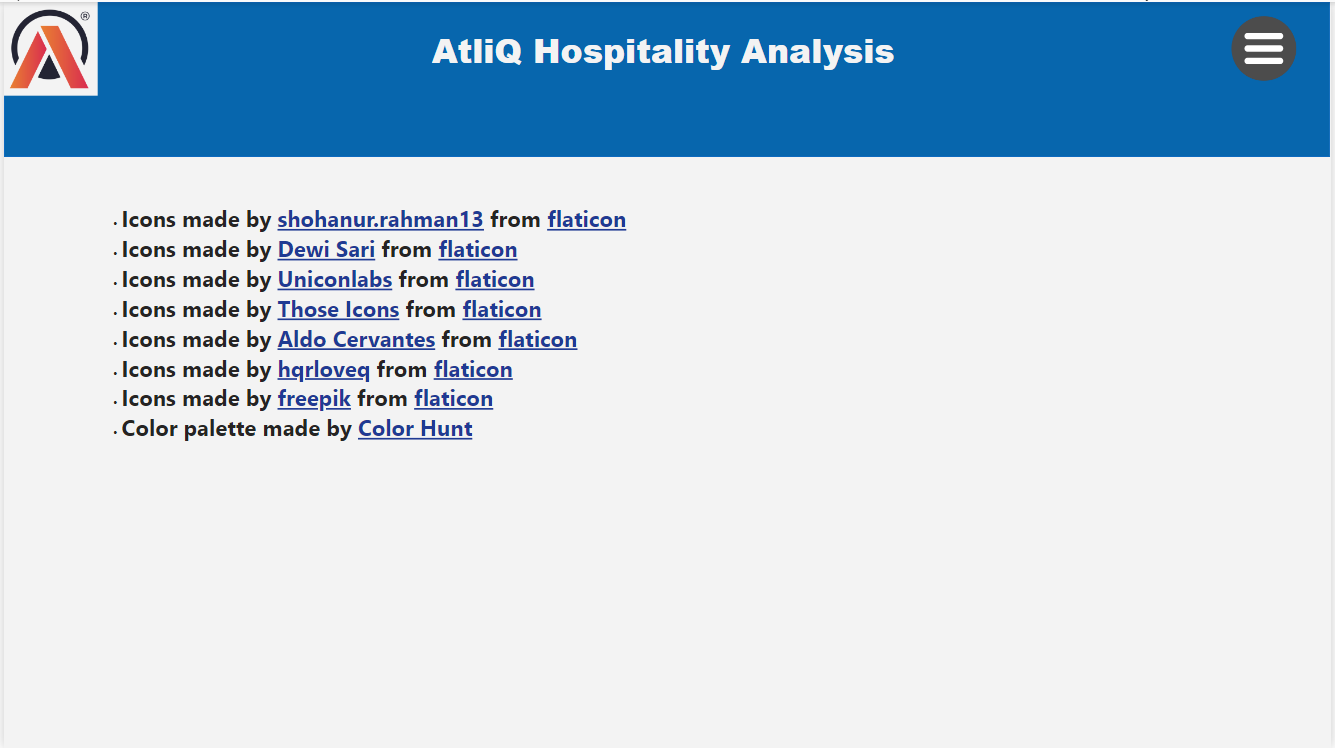 ®
AtliQ Hospitality Analysis
. Icons made by shohanur.rahman13 from flaticon
. Icons made by Dewi Sari from flaticon
. Icons made by Uniconlabs from flaticon
. Icons made by Those Icons from flaticon
. Icons made by Aldo Cervantes from flaticon
. Icons made by hqrloveq from flaticon
. Icons made by freepik from flaticon
. Color palette made by Color Hunt